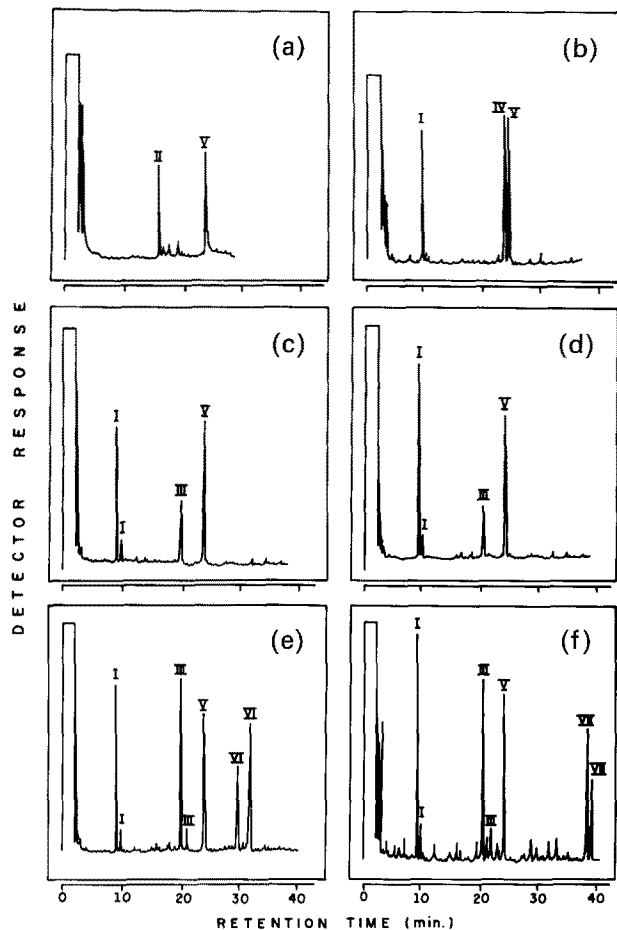 (a)
II
V
(b)
I
IV V
(c)
I
I
III
V
(d)
I
I
III
V
(e)
I
I
III
III
V
VI
VI
(f)
I
I
III
III
V
VII
VII
0 10 20 30 40
0 10 20 30 40
DETECTOR RESPONSE
RETENTION TIME (min.)